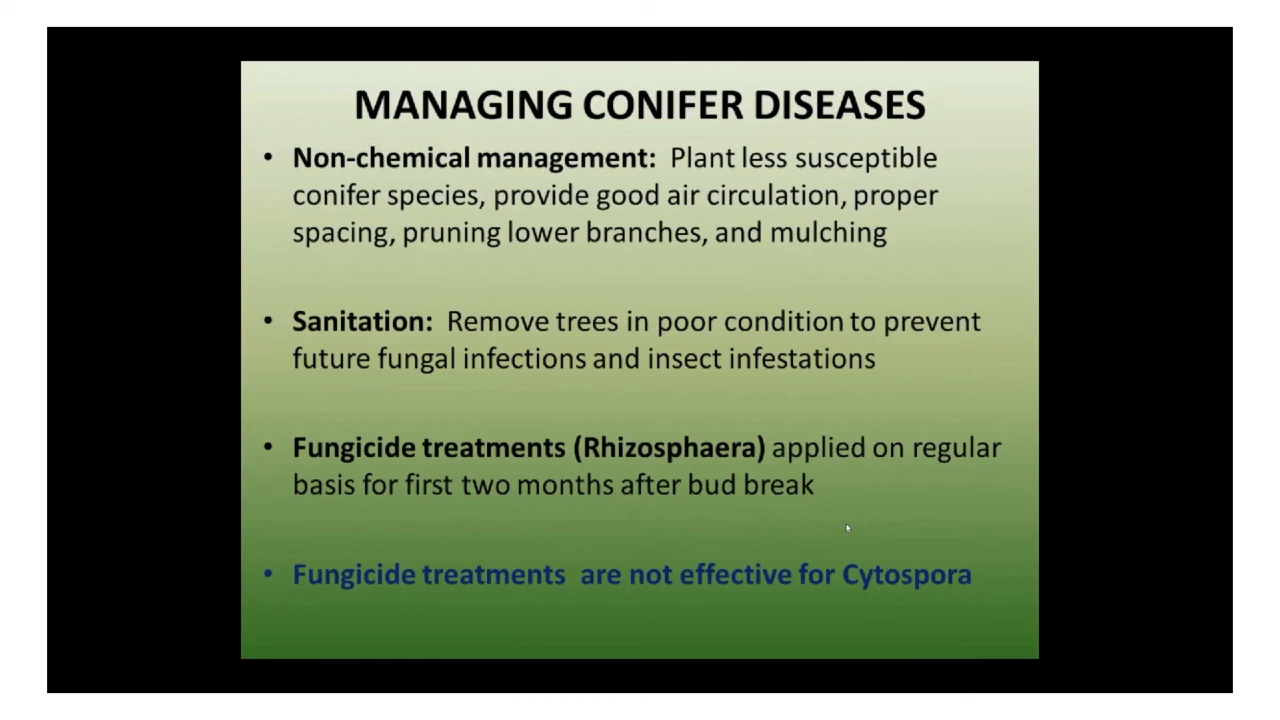 MANAGING CONIFER DISEASES
• Non-chemical management: Plant less susceptible
conifer species, provide good air circulation, proper
spacing, pruning lower branches, and mulching
• Sanitation: Remove trees in poor condition to prevent
future fungal infections and insect infestations
• Fungicide treatments (Rhizosphaera) applied on regular
basis for first two months after bud break
• Fungicide treatments are not effective for Cytospora